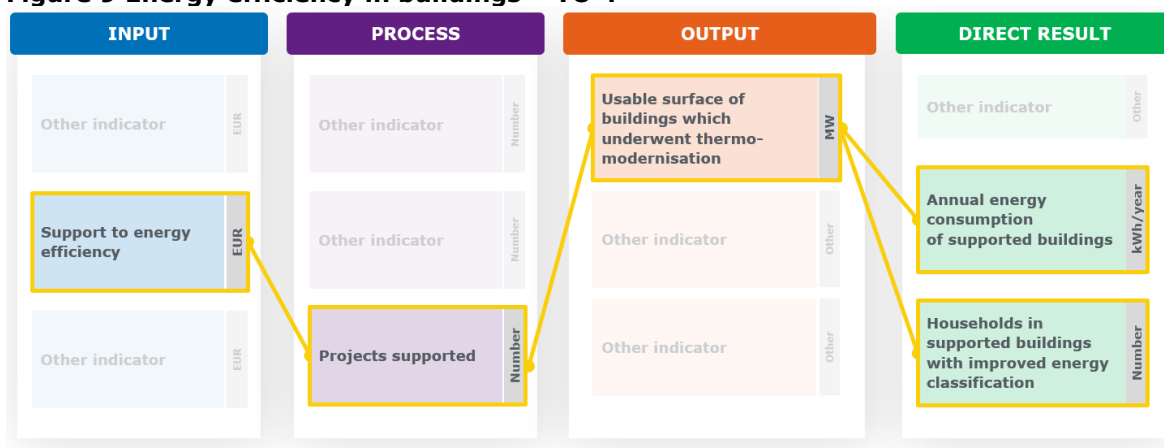 Figure 9 Energy efficiency in buildings – TO 4
INPUT
Other indicator
EUR
Support to energy
efficiency
EUR
Other indicator
EUR
PROCESS
Other indicator
Number
Other indicator
Number
Projects supported
Number
OUTPUT
Usable surface of
buildings which
underwent thermo-
modernisation
MW
Other indicator
Other
Other indicator
Other
DIRECT RESULT
Other indicator
Other
Annual energy
consumption
of supported buildings
kWh/year
Households in
supported buildings
with improved energy
classification
Number